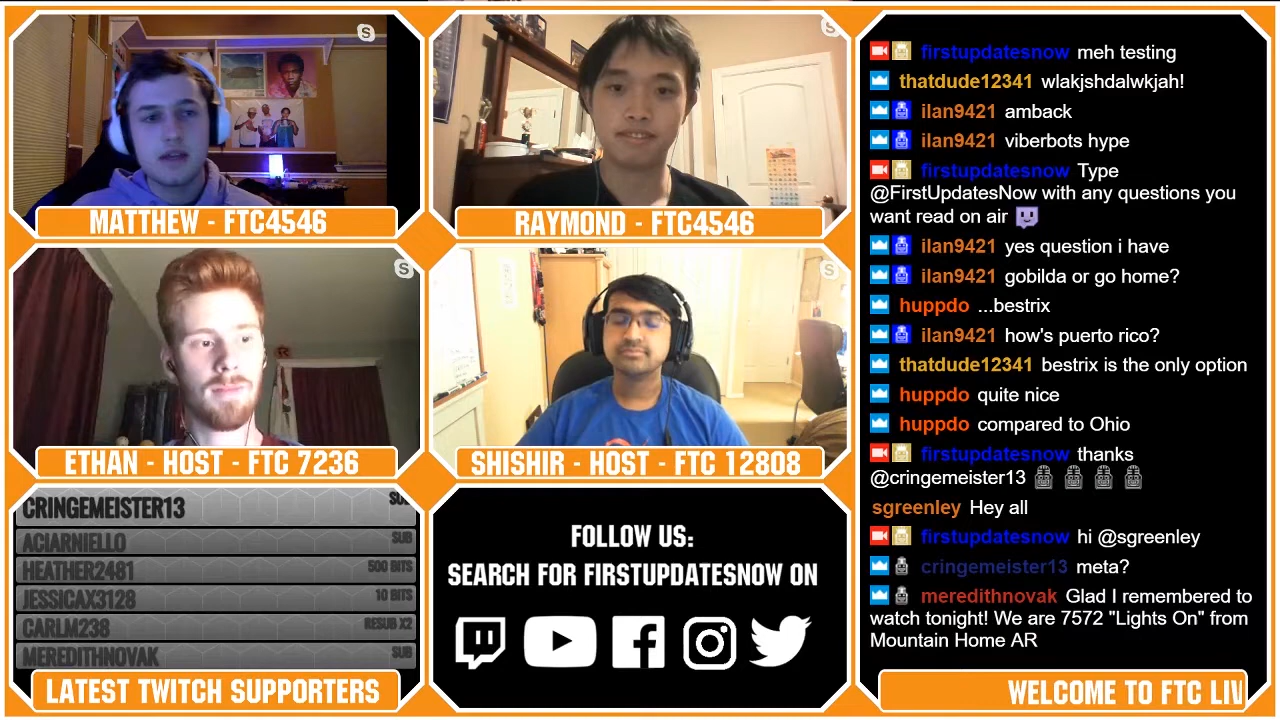 MATTHEW - FTC4546
RAYMOND - FTC4546
ETHAN - HOST - FTC 7236
SHISHIR - HOST - FTC 12808
CRINGEMEISTER13 SUB
ACIARNIELLO SUB
HEATHER2481 500 BITS
JESSICAX3128 10 BITS
CARLM238 RESUB X2
MEREDITHNOVAK SUB
LATEST TWITCH SUPPORTERS
FOLLOW US:
SEARCH FOR FIRSTUPDATESNOW ON
firstupdatesnow meh testing
thatdude12341 wlakjshdalwkjah!
ilan9421 amback
ilan9421 viberbots hype
firstupdatesnow Type
@FirstUpdatesNow with any questions you
want read on air
ilan9421 yes question i have
ilan9421 gobilda or go home?
huppdo ...bestrix
ilan9421 how's puerto rico?
thatdude12341 bestrix is the only option
huppdo quite nice
huppdo compared to Ohio
firstupdatesnow thanks
@cringemeister13
sgreenley Hey all
firstupdatesnow hi @sgreenley
cringemeister13 meta?
meredithnovak Glad I remembered to
watch tonight! We are 7572 "Lights On" from
Mountain Home AR
WELCOME TO FTC LIV